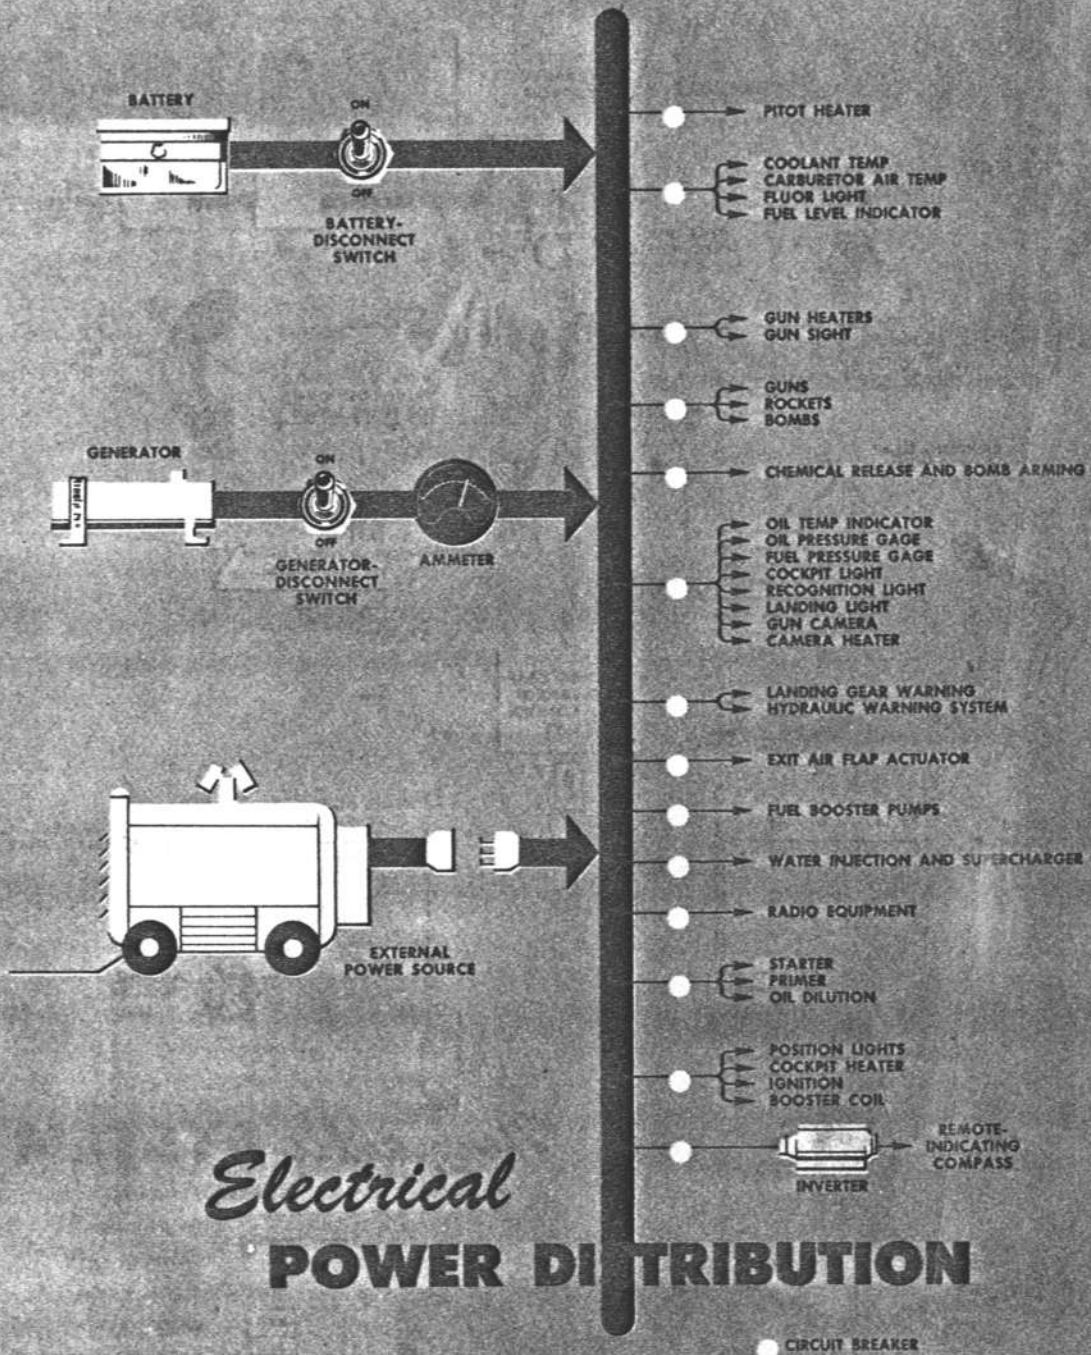 BATTERY
ON
OFF
BATTERY-
DISCONNECT
SWITCH
GENERATOR
ON
OFF
GENERATOR-
DISCONNECT
SWITCH
AMMETER
EXTERNAL
POWER SOURCE
PITOT HEATER
COOLANT TEMP
CARBURETOR AIR TEMP
FLUOR LIGHT
FUEL LEVEL INDICATOR
GUN HEATERS
GUN SIGHT
GUNS
ROCKETS
BOMBS
CHEMICAL RELEASE AND BOMB ARMING
OIL TEMP INDICATOR
OIL PRESSURE GAGE
FUEL PRESSURE GAGE
COCKPIT LIGHT
RECOGNITION LIGHT
LANDING LIGHT
GUN CAMERA
CAMERA HEATER
LANDING GEAR WARNING
HYDRAULIC WARNING SYSTEM
EXIT AIR FLAP ACTUATOR
FUEL BOOSTER PUMPS
WATER INJECTION AND SUPERCHARGER
RADIO EQUIPMENT
STARTER
PRIMER
OIL DILUTION
POSITION LIGHTS
COCKPIT HEATER
IGNITION
BOOSTER COIL
INVERTER
REMOTE-
INDICATING
COMPASS
Electrical
POWER DISTRIBUTION
CIRCUIT BREAKER